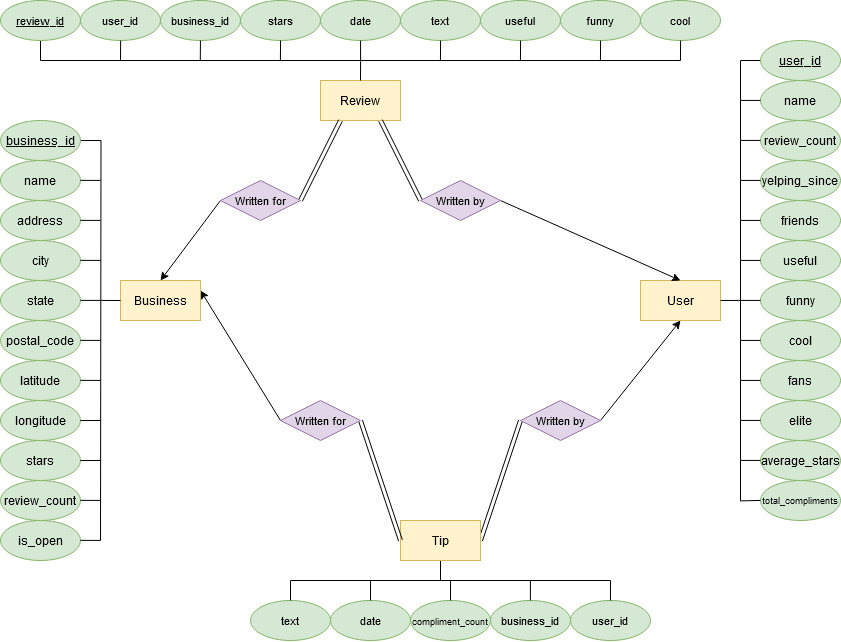 review_id
user_id
business_id
stars
date
text
useful
funny
cool
Review
Written for
Written by
business_id
name
address
city
state
postal_code
latitude
longitude
stars
review_count
is_open
Business
User
user_id
name
review_count
yelping_since
friends
useful
funny
cool
fans
elite
average_stars
total_compliments
Written for
Written by
Tip
text
date
compliment_count
business_id
user_id